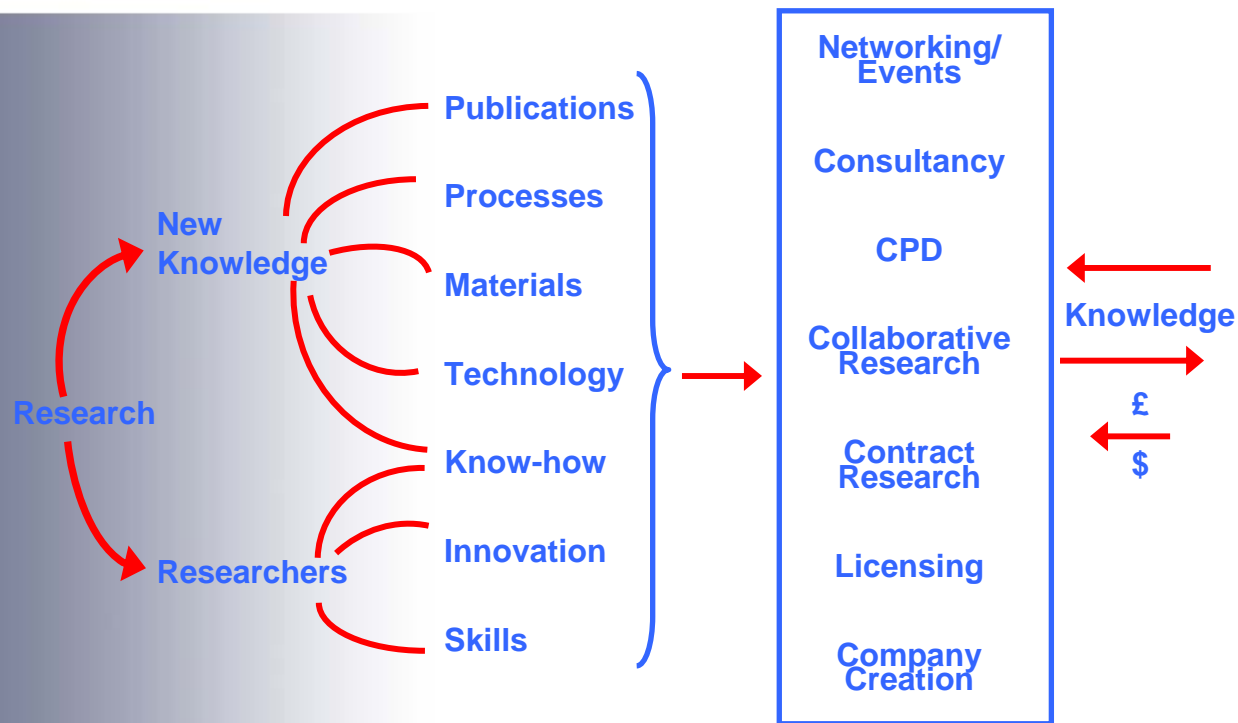 Research
New
Knowledge
Researchers
Publications
Processes
Materials
Technology
Know-how
Innovation
Skills
Networking/
Events
Consultancy
CPD
Collaborative
Research
Contract
Research
Licensing
Company
Creation
Knowledge
£
$